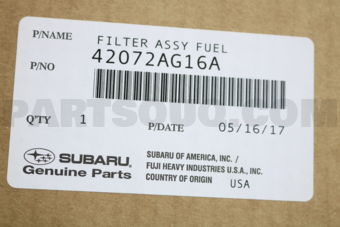 P/NAME FILTER ASSY FUEL
P/NO 42072AG16A
PARTSOUQ.COM
Q'TY 1 P/DATE 05/16/17
SUBARU Genuine Parts
SUBARU OF AMERICA, INC. /
FUJI HEAVY INDUSTRIES U.S.A., INC.
COUNTRY OF ORIGIN USA